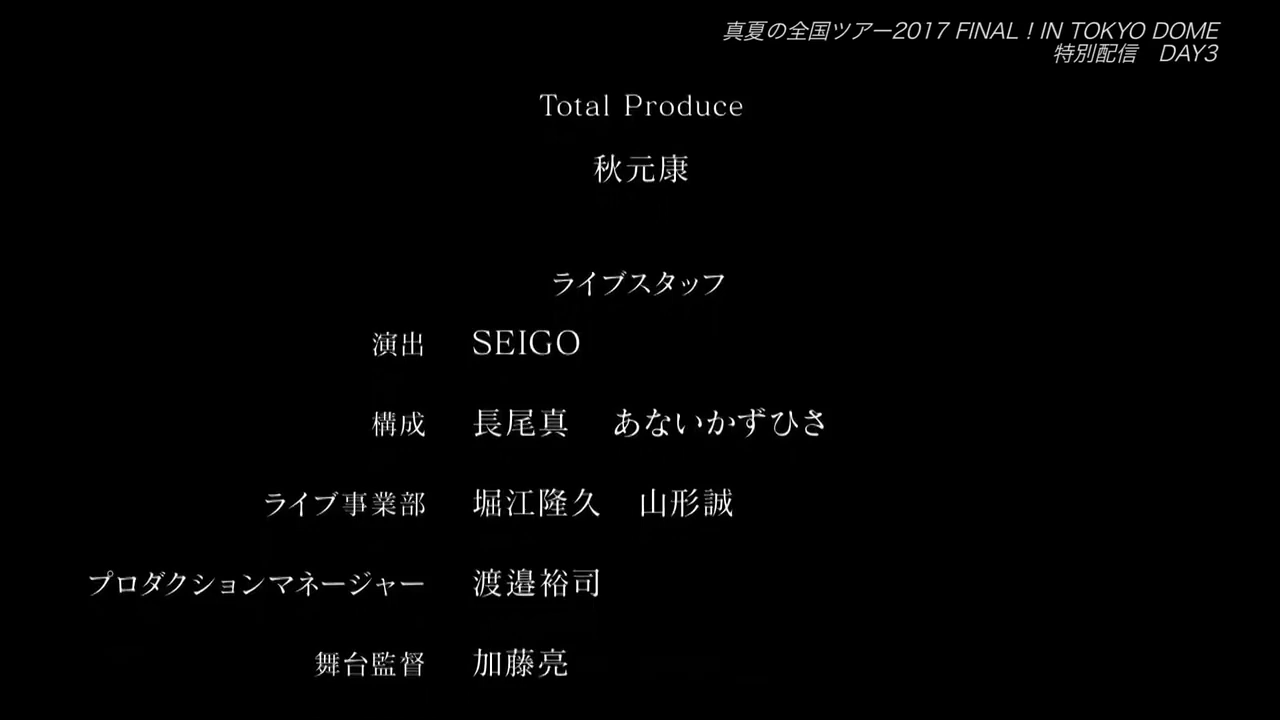 真夏の全国ツアー2017 FINAL！IN TOKYO DOME
特別配信　DAY3
Total Produce
秋元康
ライブスタッフ
演出　SEIGO
構成　長尾真　あないかずひさ
ライブ事業部　堀江隆久　山形誠
プロダクションマネージャー　渡邉裕司
舞台監督　加藤亮